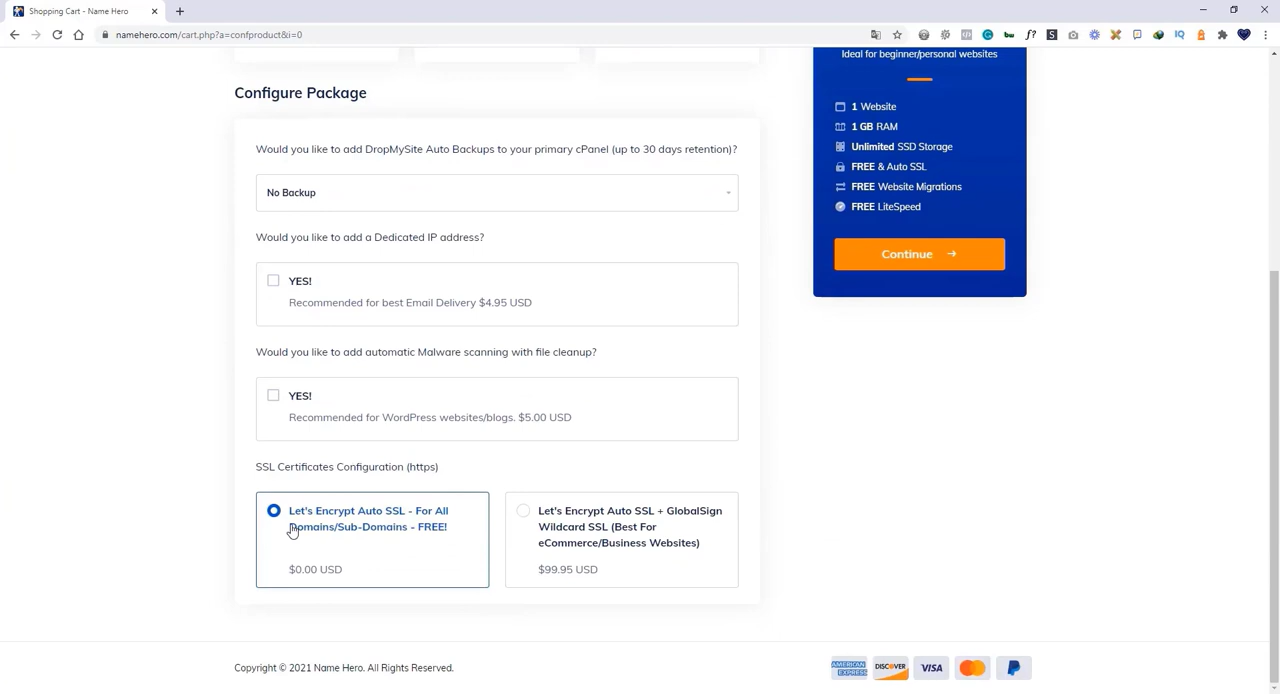 Shopping Cart - Name Hero
namehero.com/cart.php?a=confproduct&i=0
Configure Package
Would you like to add DropMySite Auto Backups to your primary cPanel (up to 30 days retention)?
No Backup
Would you like to add a Dedicated IP address?
YES!
Recommended for best Email Delivery $4.95 USD
Would you like to add automatic Malware scanning with file cleanup?
YES!
Recommended for WordPress websites/blogs. $5.00 USD
SSL Certificates Configuration (https)
Let's Encrypt Auto SSL - For All
Domains/Sub-Domains - FREE!
$0.00 USD
Let's Encrypt Auto SSL + GlobalSign
Wildcard SSL (Best For
eCommerce/Business Websites)
$99.95 USD
Ideal for beginner/personal websites
1 Website
1 GB RAM
Unlimited SSD Storage
FREE & Auto SSL
FREE Website Migrations
FREE LiteSpeed
Continue
Copyright © 2021 Name Hero. All Rights Reserved.
AMERICAN
EXPRESS
DISCOVER
VISA